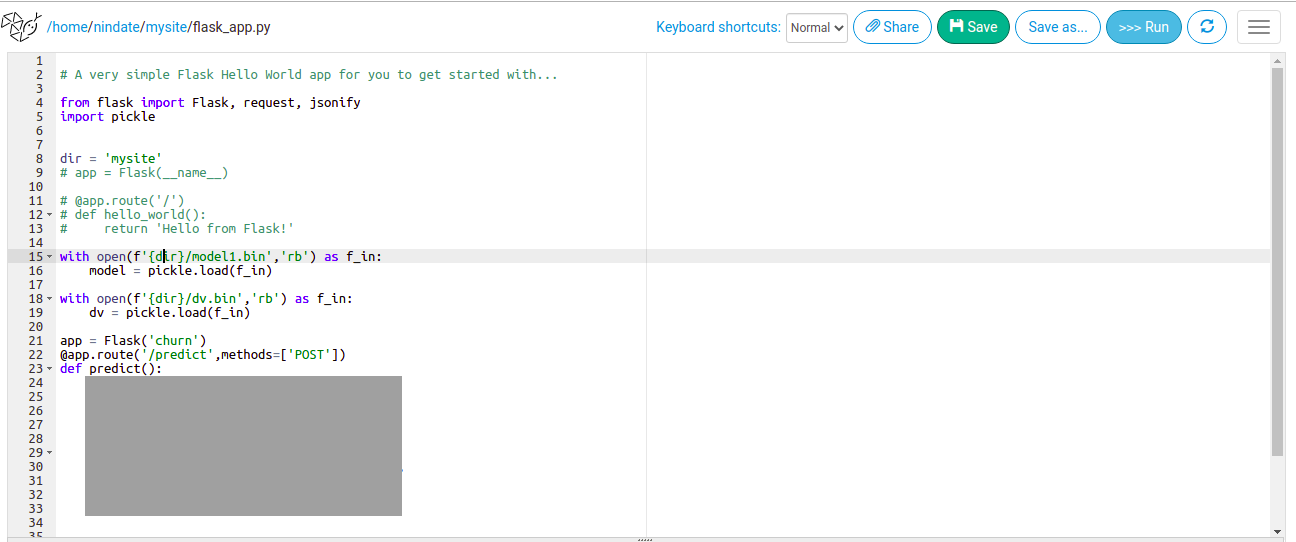 /home/nindate/mysite/flask_app.py Keyboard shortcuts: Normal Share Save Save as... >>> Run
1
2 # A very simple Flask Hello World app for you to get started with...
3
4 from flask import Flask, request, jsonify
5 import pickle
6
7
8 dir = 'mysite'
9 # app = Flask(__name__)
10
11 # @app.route('/')
12 # def hello_world():
13 #     return 'Hello from Flask!'
14
15 with open(f'{dir}/model1.bin','rb') as f_in:
16     model = pickle.load(f_in)
17
18 with open(f'{dir}/dv.bin','rb') as f_in:
19     dv = pickle.load(f_in)
20
21 app = Flask('churn')
22 @app.route('/predict',methods=['POST'])
23 def predict():
24
25
26
27
28
29
30
31
32
33
34
35